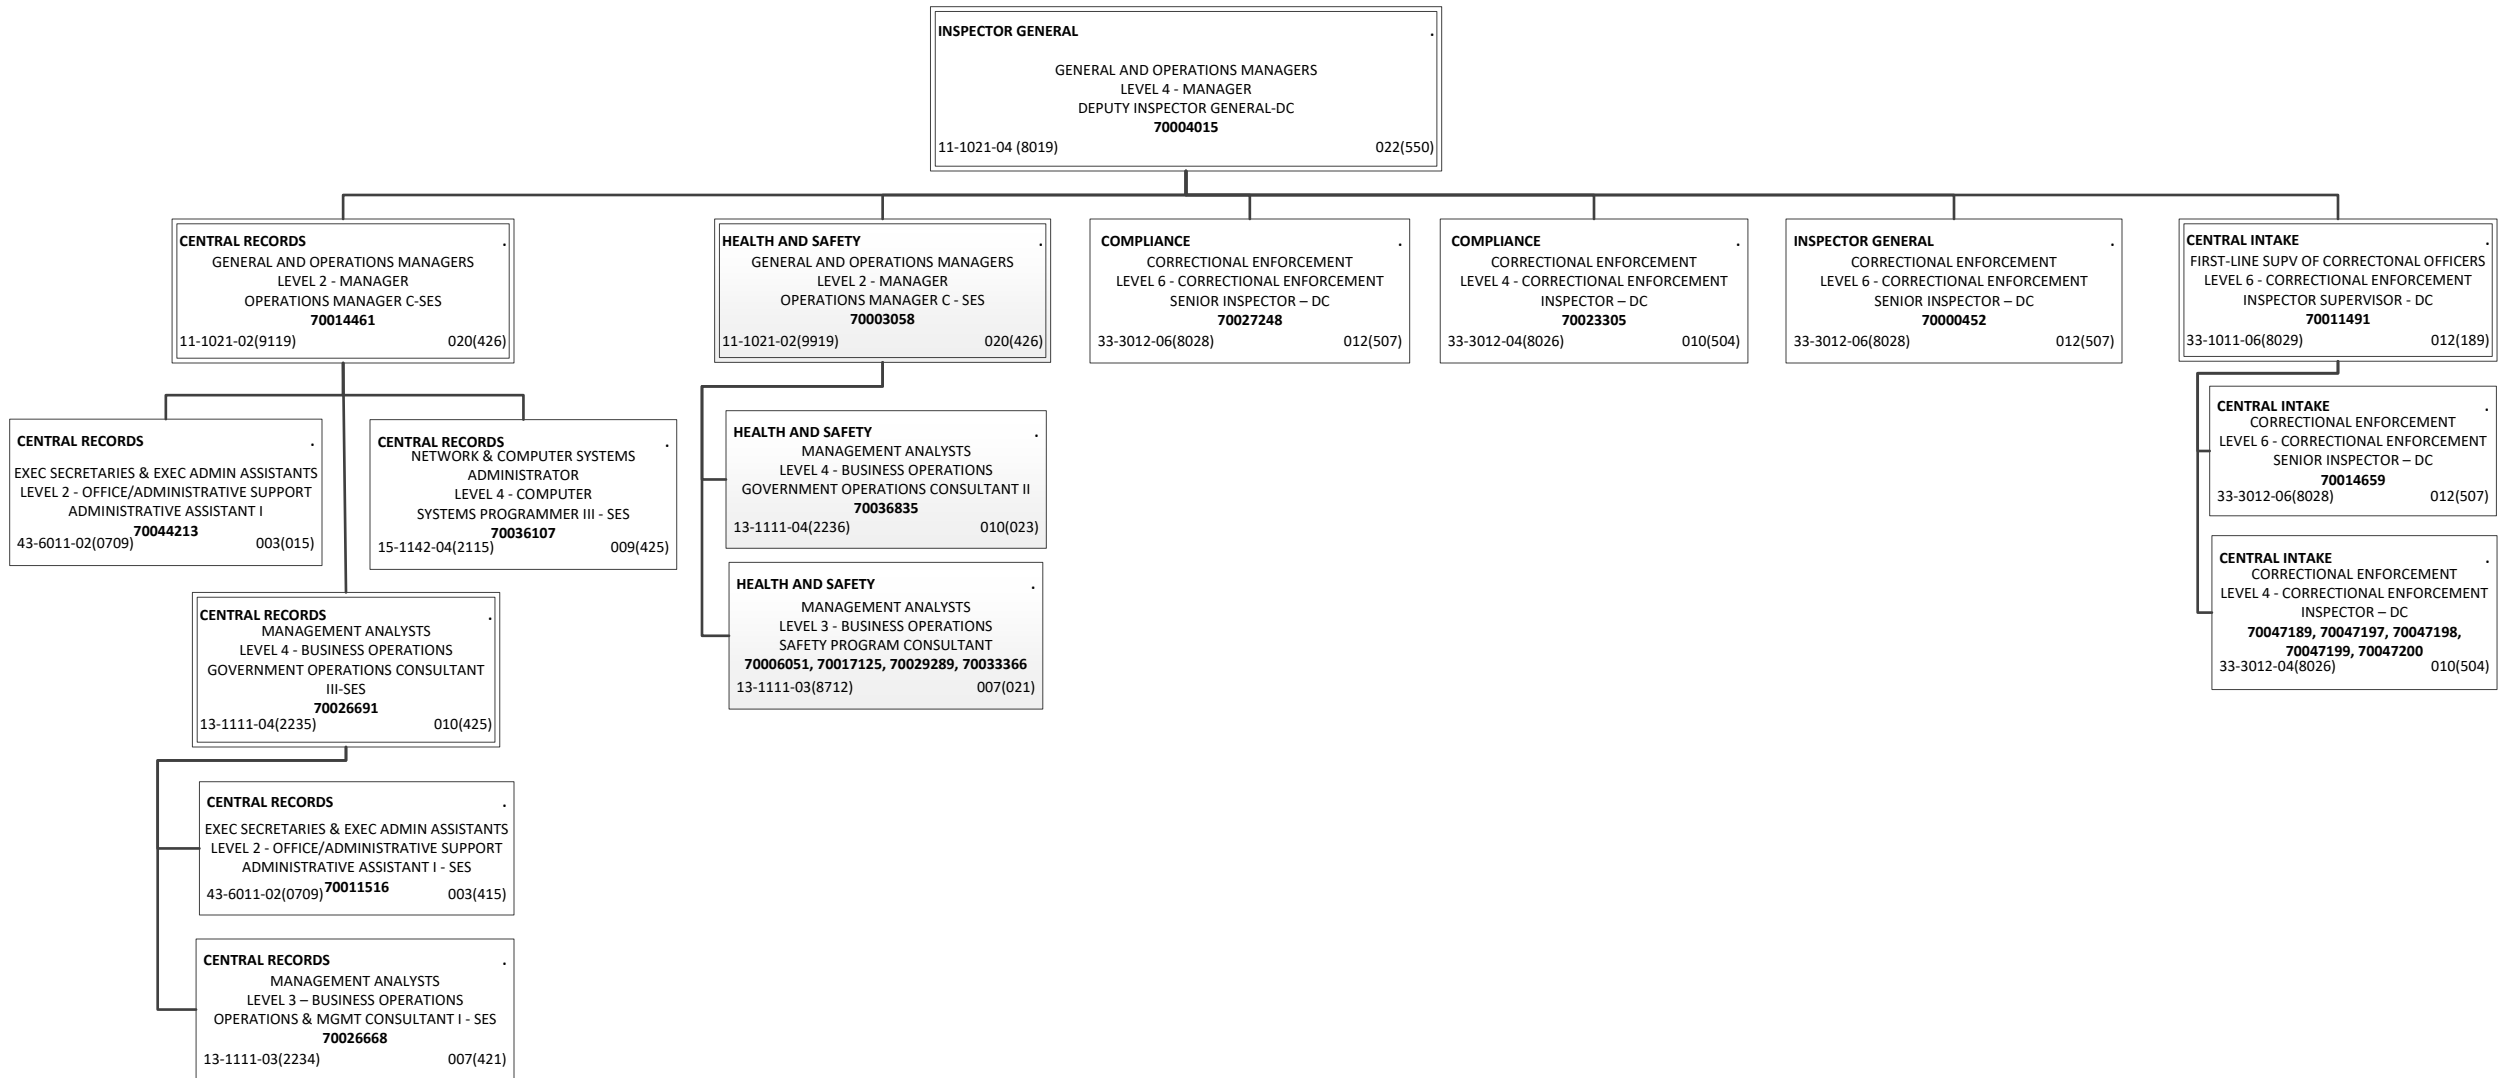 INSPECTOR GENERAL .
GENERAL AND OPERATIONS MANAGERS
LEVEL 4 - MANAGER
DEPUTY INSPECTOR GENERAL-DC
70004015
11-1021-04 (8019) 022(550)
CENTRAL RECORDS .
GENERAL AND OPERATIONS MANAGERS
LEVEL 2 - MANAGER
OPERATIONS MANAGER C-SES
70014461
11-1021-02(9119) 020(426)
HEALTH AND SAFETY .
GENERAL AND OPERATIONS MANAGERS
LEVEL 2 - MANAGER
OPERATIONS MANAGER C - SES
70003058
11-1021-02(9919) 020(426)
COMPLIANCE .
CORRECTIONAL ENFORCEMENT
LEVEL 6 - CORRECTIONAL ENFORCEMENT
SENIOR INSPECTOR – DC
70027248
33-3012-06(8028) 012(507)
COMPLIANCE .
CORRECTIONAL ENFORCEMENT
LEVEL 4 - CORRECTIONAL ENFORCEMENT
INSPECTOR – DC
70023305
33-3012-04(8026) 010(504)
INSPECTOR GENERAL .
CORRECTIONAL ENFORCEMENT
LEVEL 6 - CORRECTIONAL ENFORCEMENT
SENIOR INSPECTOR – DC
70000452
33-3012-06(8028) 012(507)
CENTRAL INTAKE .
FIRST-LINE SUPV OF CORRECTONAL OFFICERS
LEVEL 6 - CORRECTIONAL ENFORCEMENT
INSPECTOR SUPERVISOR - DC
70011491
33-1011-06(8029) 012(189)
CENTRAL RECORDS .
EXEC SECRETARIES & EXEC ADMIN ASSISTANTS
LEVEL 2 - OFFICE/ADMINISTRATIVE SUPPORT
ADMINISTRATIVE ASSISTANT I
70044213
43-6011-02(0709) 003(015)
CENTRAL RECORDS .
NETWORK & COMPUTER SYSTEMS
ADMINISTRATOR
LEVEL 4 - COMPUTER
SYSTEMS PROGRAMMER III - SES
70036107
15-1142-04(2115) 009(425)
HEALTH AND SAFETY .
MANAGEMENT ANALYSTS
LEVEL 4 - BUSINESS OPERATIONS
GOVERNMENT OPERATIONS CONSULTANT II
70036835
13-1111-04(2236) 010(023)
CENTRAL INTAKE .
CORRECTIONAL ENFORCEMENT
LEVEL 6 - CORRECTIONAL ENFORCEMENT
SENIOR INSPECTOR – DC
70014659
33-3012-06(8028) 012(507)
HEALTH AND SAFETY .
MANAGEMENT ANALYSTS
LEVEL 3 - BUSINESS OPERATIONS
SAFETY PROGRAM CONSULTANT
70006051, 70017125, 70029289, 70033366
13-1111-03(8712) 007(021)
CENTRAL INTAKE .
CORRECTIONAL ENFORCEMENT
LEVEL 4 - CORRECTIONAL ENFORCEMENT
INSPECTOR – DC
70047189, 70047197, 70047198,
70047199, 70047200
33-3012-04(8026) 010(504)
CENTRAL RECORDS .
MANAGEMENT ANALYSTS
LEVEL 4 - BUSINESS OPERATIONS
GOVERNMENT OPERATIONS CONSULTANT
III-SES
70026691
13-1111-04(2235) 010(425)
CENTRAL RECORDS .
EXEC SECRETARIES & EXEC ADMIN ASSISTANTS
LEVEL 2 - OFFICE/ADMINISTRATIVE SUPPORT
ADMINISTRATIVE ASSISTANT I - SES
70011516
43-6011-02(0709) 003(415)
CENTRAL RECORDS .
MANAGEMENT ANALYSTS
LEVEL 3 – BUSINESS OPERATIONS
OPERATIONS & MGMT CONSULTANT I - SES
70026668
13-1111-03(2234) 007(421)